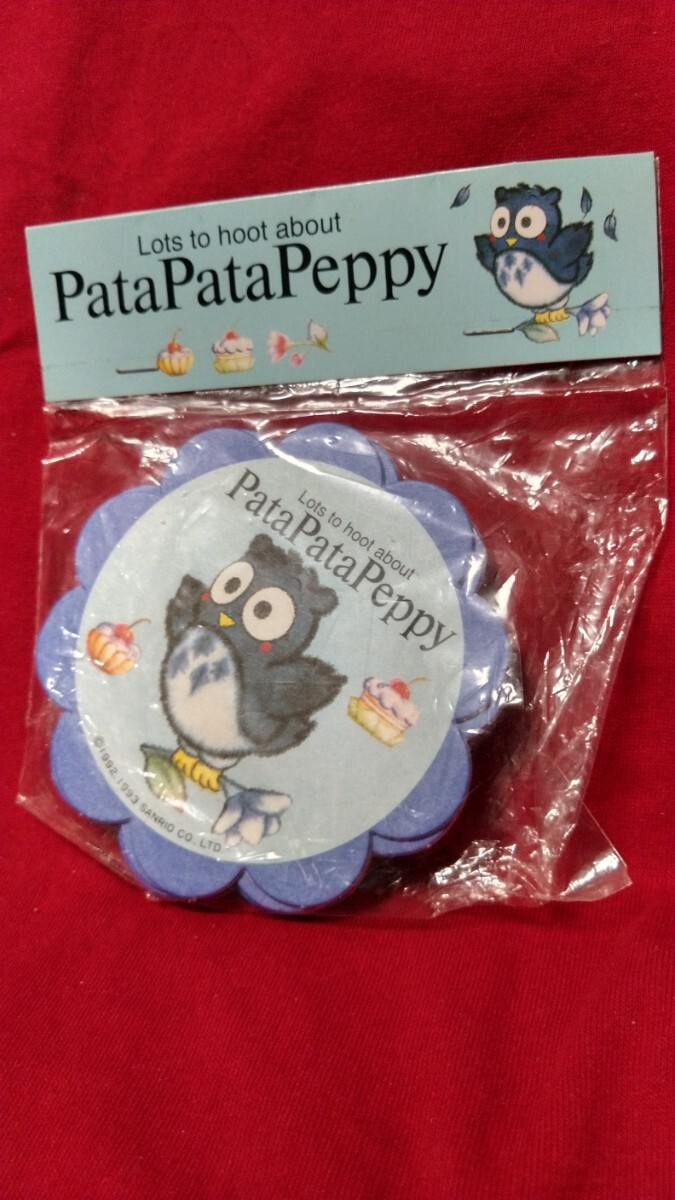 Lots to hoot about
PataPataPeppy
Lots to hoot about
PataPataPeppy
©1992, 1993 SANRIO CO., LTD.